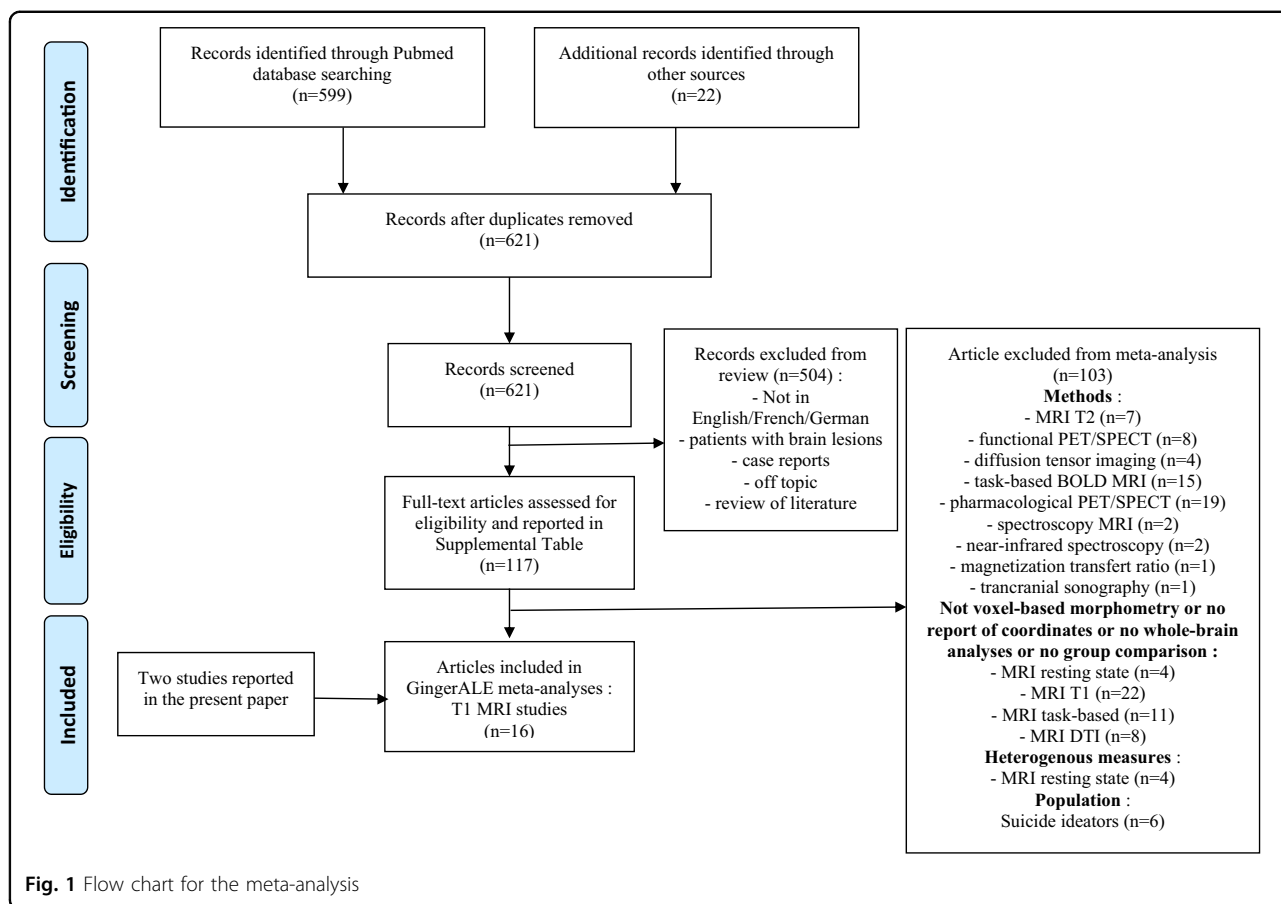 Identification
Records identified through Pubmed
database searching
(n=599)
Additional records identified through
other sources
(n=22)
Records after duplicates removed
(n=621)
Screening
Records screened
(n=621)
Records excluded from
review (n=504) :
- Not in
English/French/German
- patients with brain lesions
- case reports
- off topic
- review of literature
Eligibility
Full-text articles assessed for
eligibility and reported in
Supplemental Table
(n=117)
Article excluded from meta-analysis
(n=103)
Methods :
- MRI T2 (n=7)
- functional PET/SPECT (n=8)
- diffusion tensor imaging (n=4)
- task-based BOLD MRI (n=15)
- pharmacological PET/SPECT (n=19)
- spectroscopy MRI (n=2)
- near-infrared spectroscopy (n=2)
- magnetization transfert ratio (n=1)
- trancranial sonography (n=1)
Not voxel-based morphometry or no
report of coordinates or no whole-brain
analyses or no group comparison :
- MRI resting state (n=4)
- MRI T1 (n=22)
- MRI task-based (n=11)
- MRI DTI (n=8)
Heterogenous measures :
- MRI resting state (n=4)
Population :
Suicide ideators (n=6)
Included
Two studies reported
in the present paper
Articles included in
GingerALE meta-analyses :
T1 MRI studies
(n=16)
Fig. 1 Flow chart for the meta-analysis